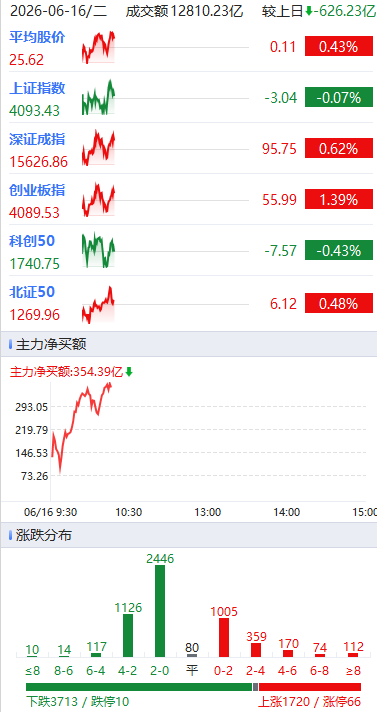 2026-06-16/二 成交额12810.23亿 较上日-626.23亿
平均股价 0.11 0.43%
25.62
上证指数 -3.04 -0.07%
4093.43
深证成指 95.75 0.62%
15626.86
创业板指 55.99 1.39%
4089.53
科创50 -7.57 -0.43%
1740.75
北证50 6.12 0.48%
1269.96
主力净买额
主力净买额:354.39亿
293.05
219.79
146.53
73.26
06/16 9:30 10:30 13:00 14:00 15:00
涨跌分布
10 14 117 1126 2446 80 1005 359 170 74 112
≤8 8-6 6-4 4-2 2-0 平 0-2 2-4 4-6 6-8 ≥8
下跌3713 / 跌停10 上涨1720 / 涨停66